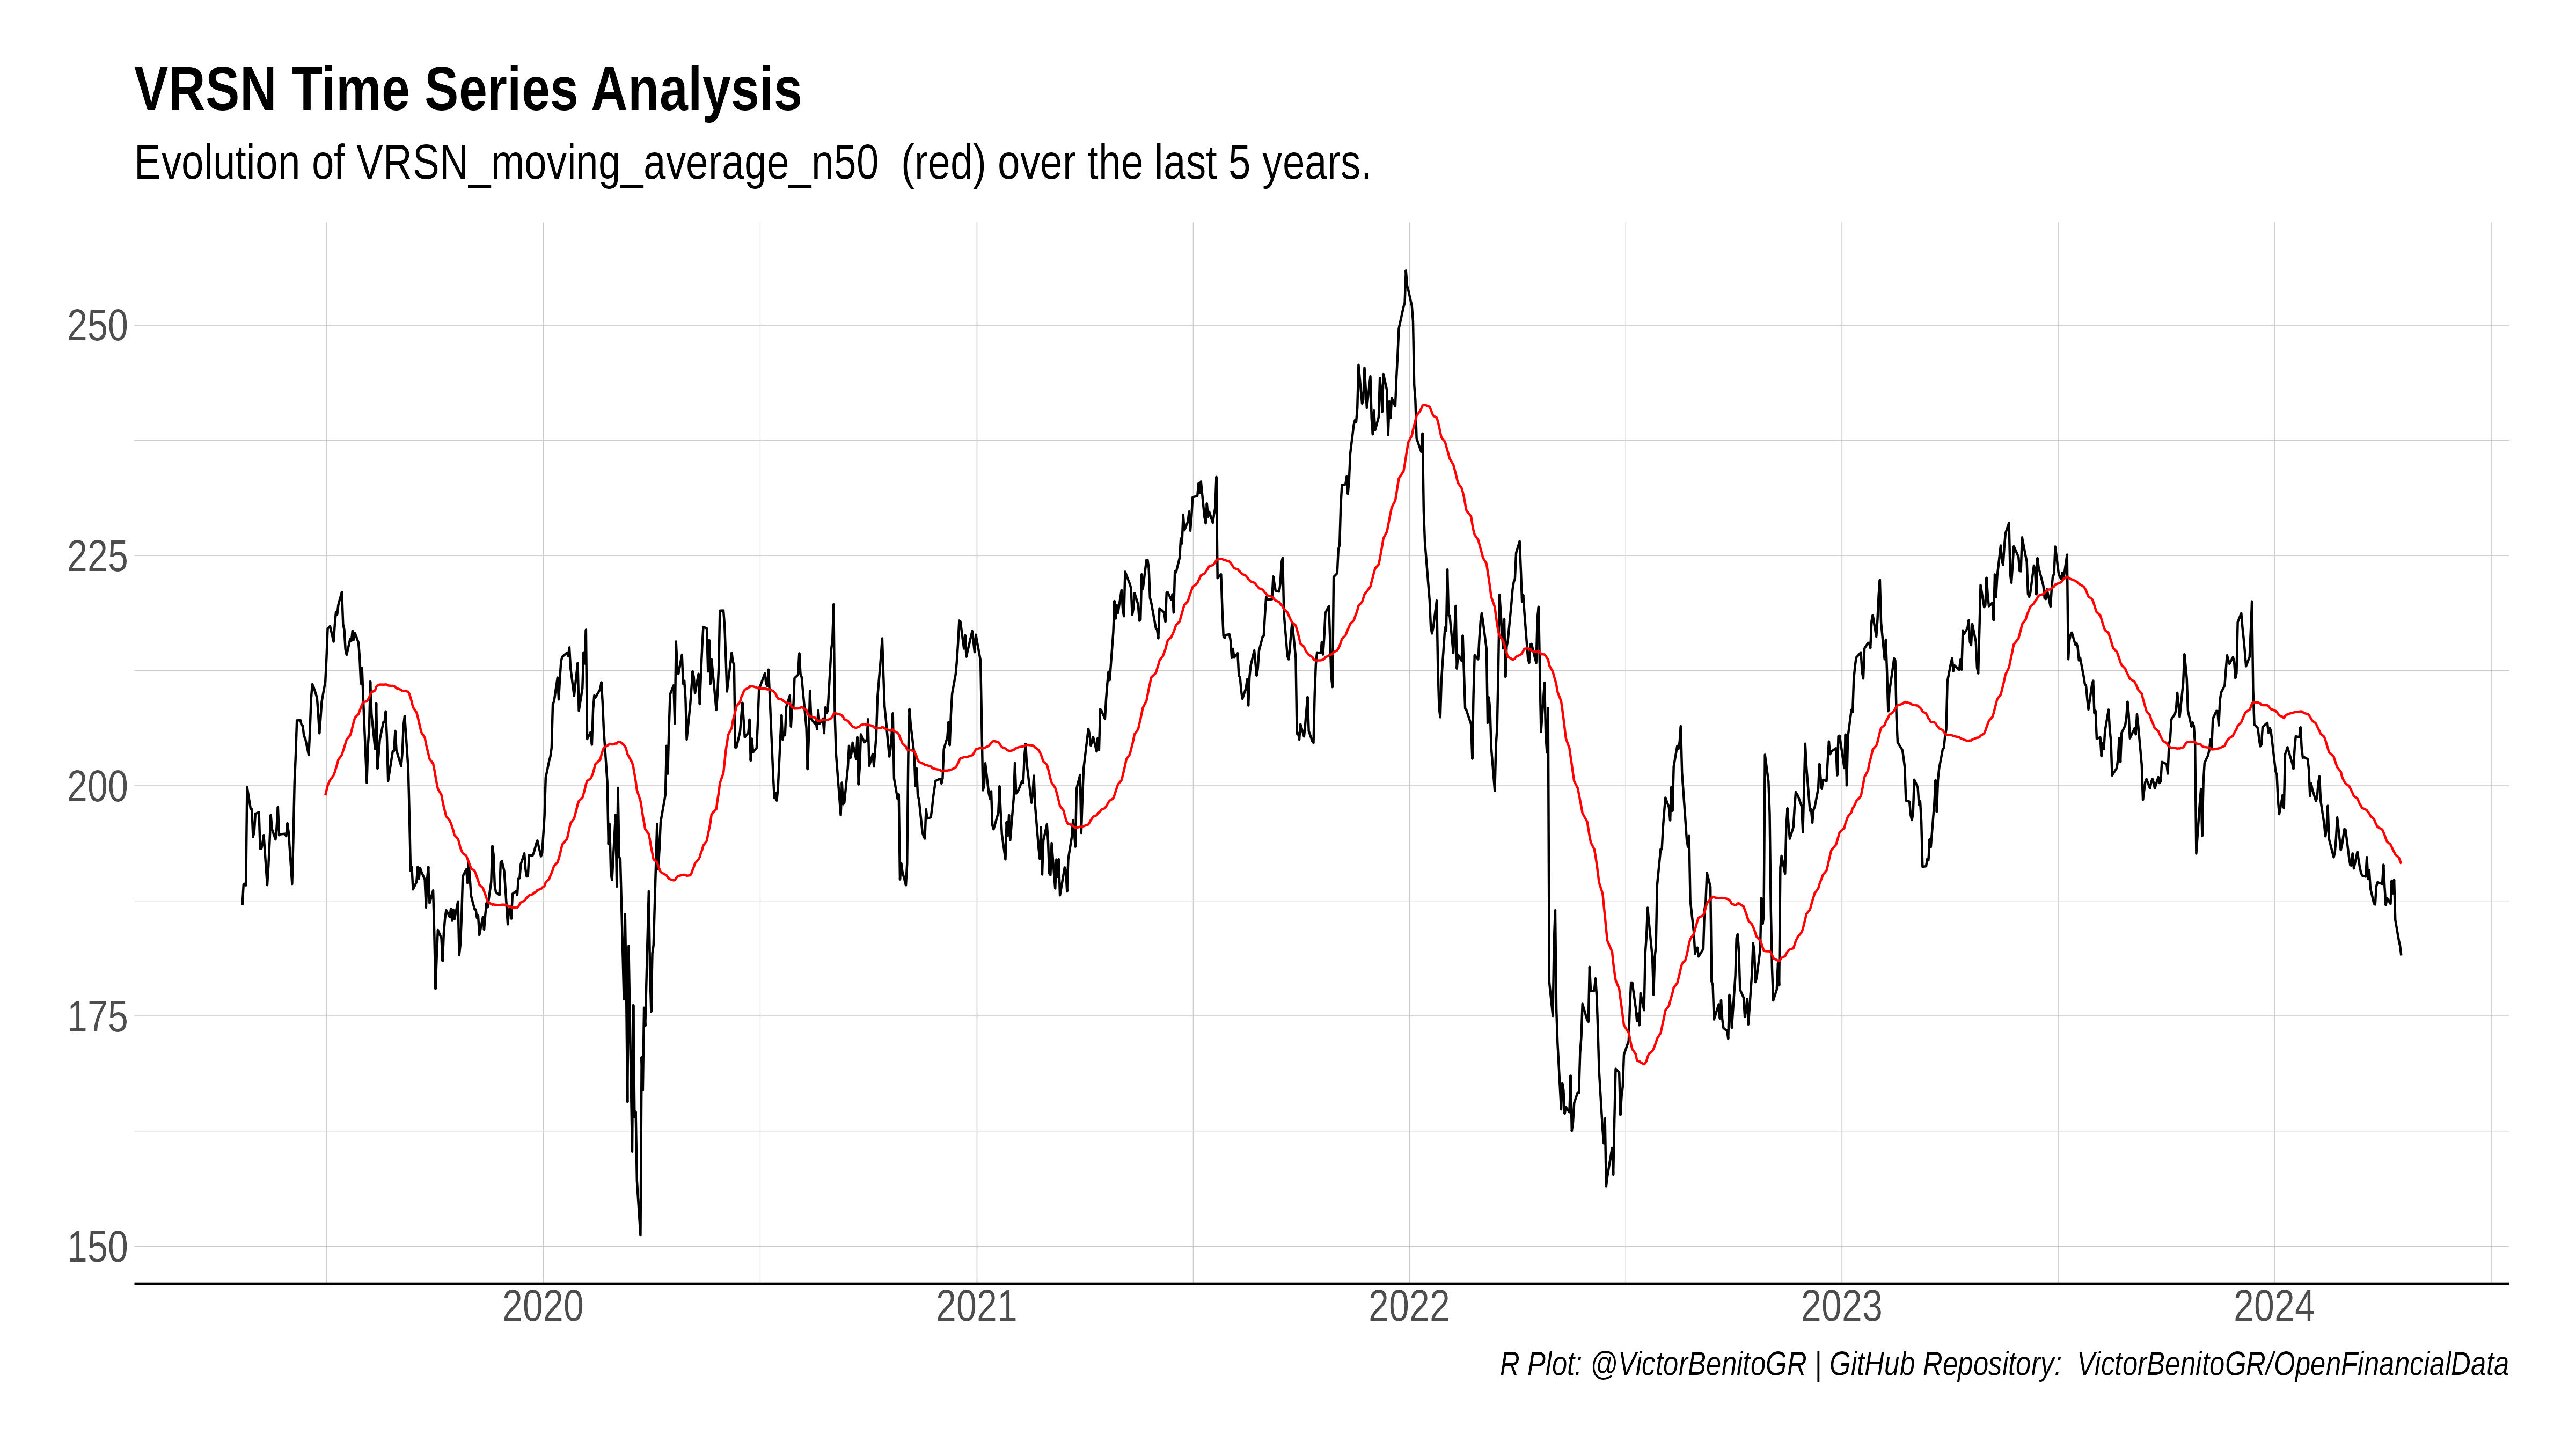 VRSN Time Series Analysis
Evolution of VRSN_moving_average_n50  (red) over the last 5 years.
250
225
200
175
150
2020 2021 2022 2023 2024
R Plot: @VictorBenitoGR | GitHub Repository:  VictorBenitoGR/OpenFinancialData